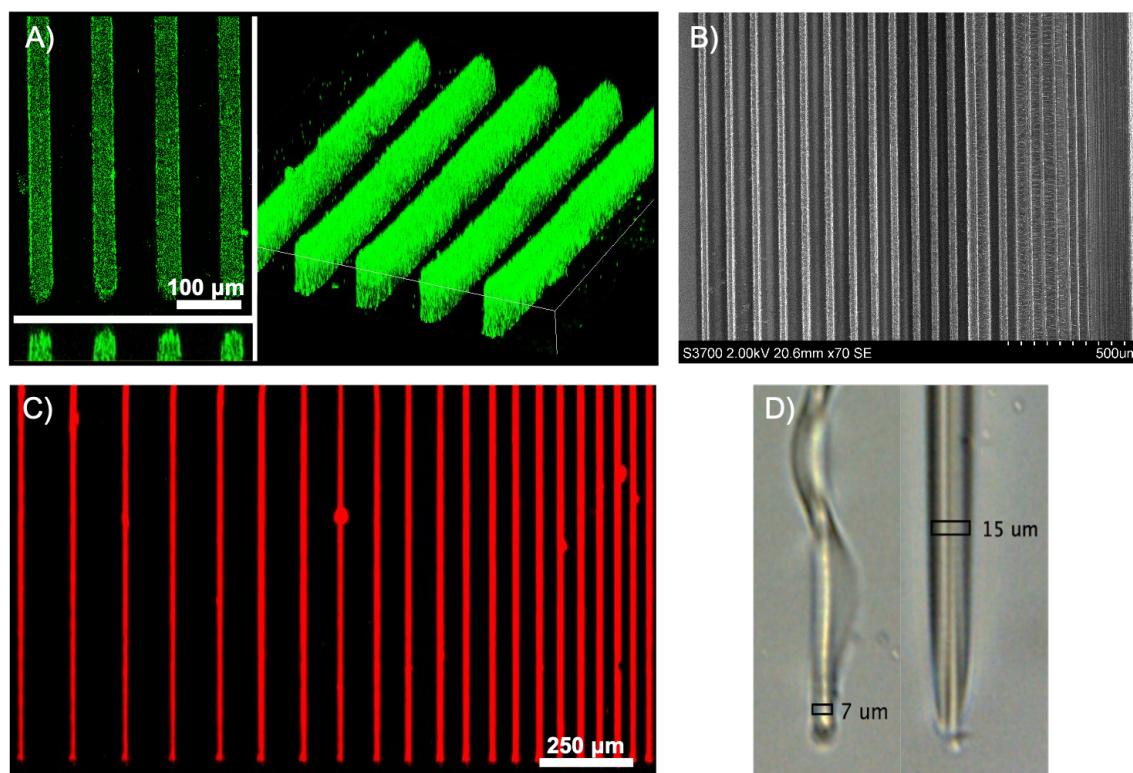 A)
100 µm
B)
S3700 2.00kV 20.6mm x70 SE
500um
C)
250 µm
D)
7 um
15 um